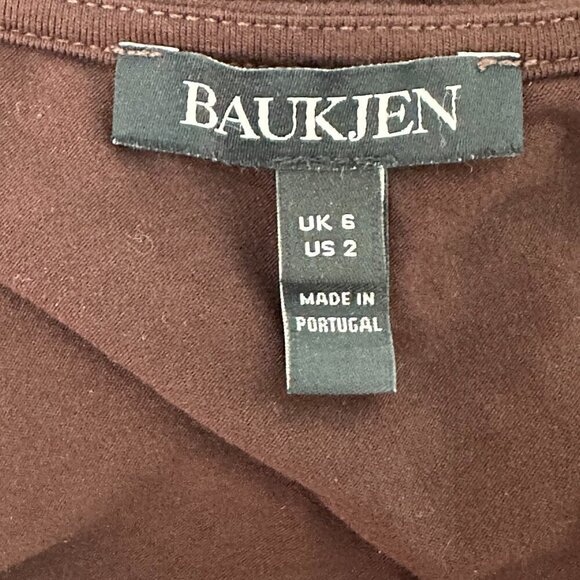 BAUKJEN
UK 6
US 2
MADE IN
PORTUGAL